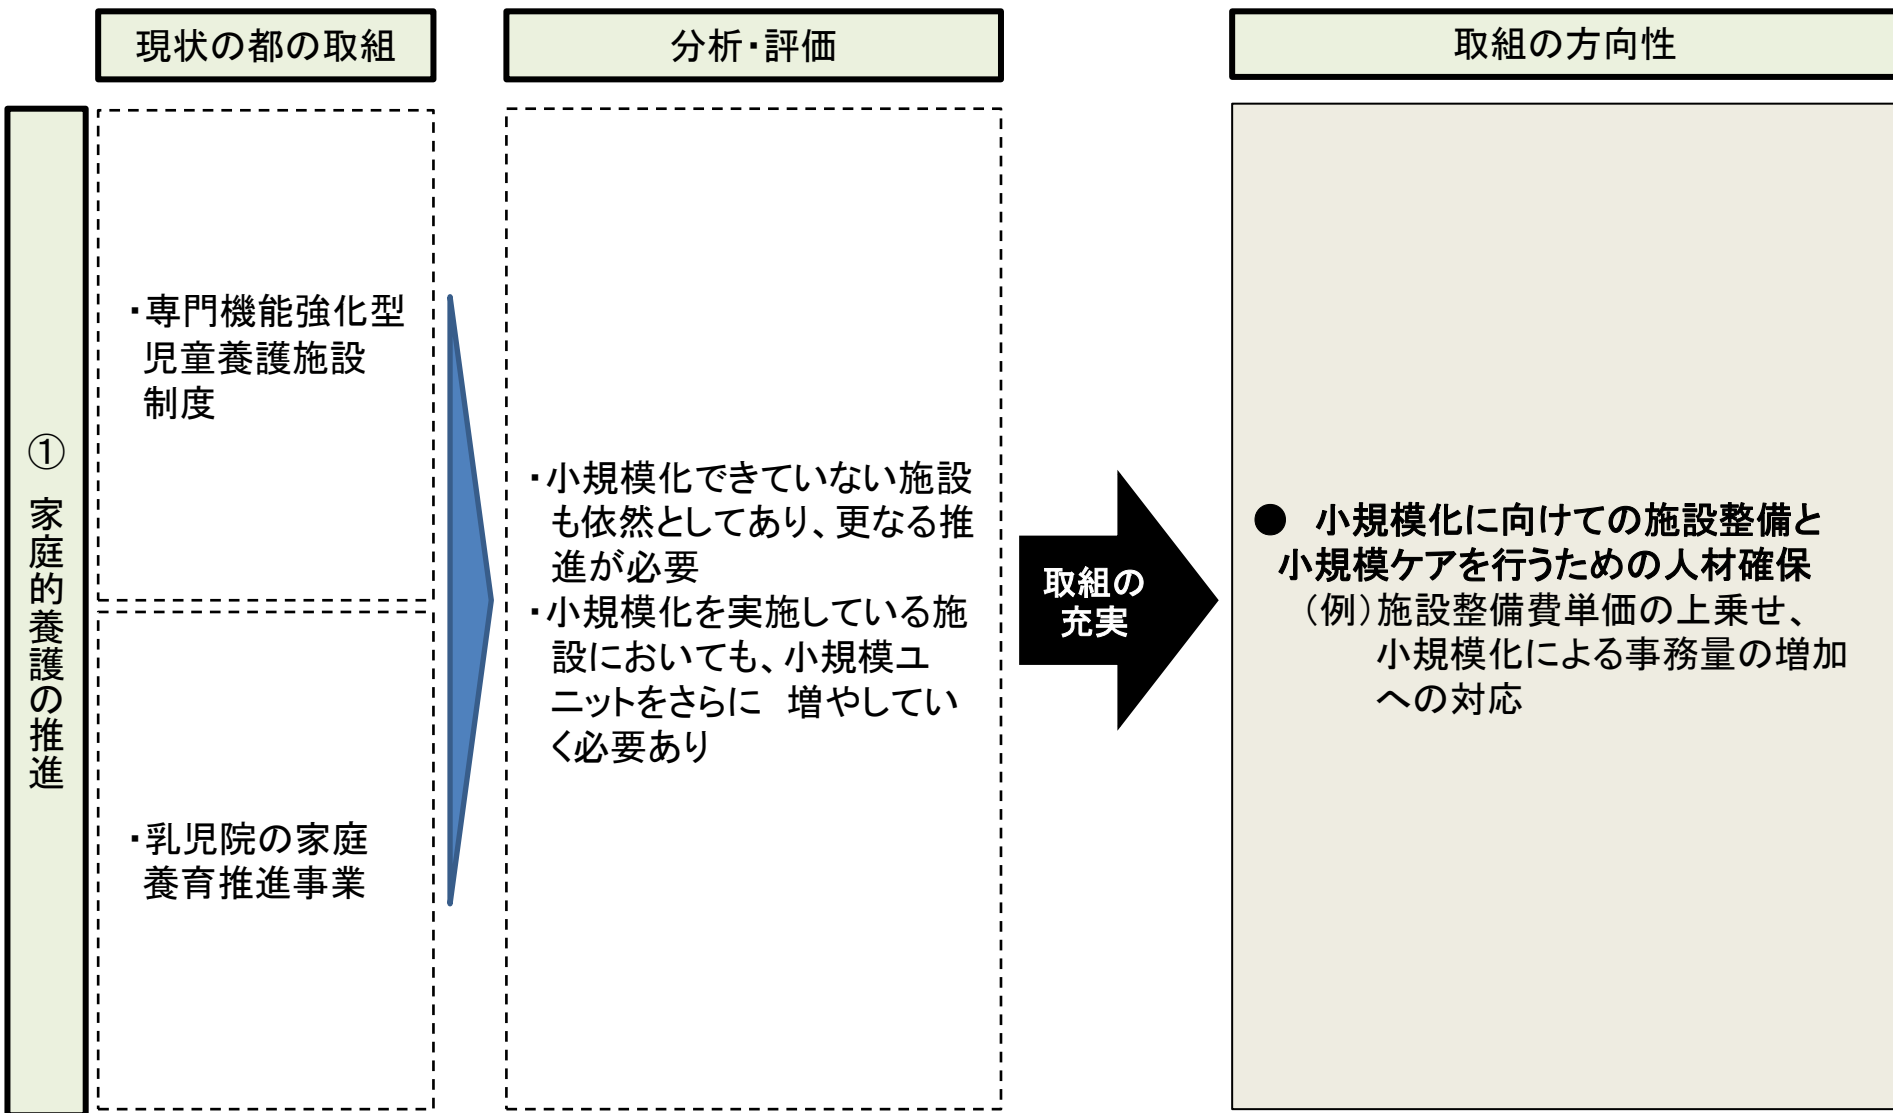 現状の都の取組
分析・評価
取組の方向性
① 家庭的養護の推進
・専門機能強化型
児童養護施設
制度
・乳児院の家庭
養育推進事業
・小規模化できていない施設
も依然としてあり、更なる推
進が必要
・小規模化を実施している施
設においても、小規模ユ
ニットをさらに　増やしてい
く必要あり
取組の
充実
●　小規模化に向けての施設整備と
小規模ケアを行うための人材確保
（例）施設整備費単価の上乗せ、
小規模化による事務量の増加
への対応